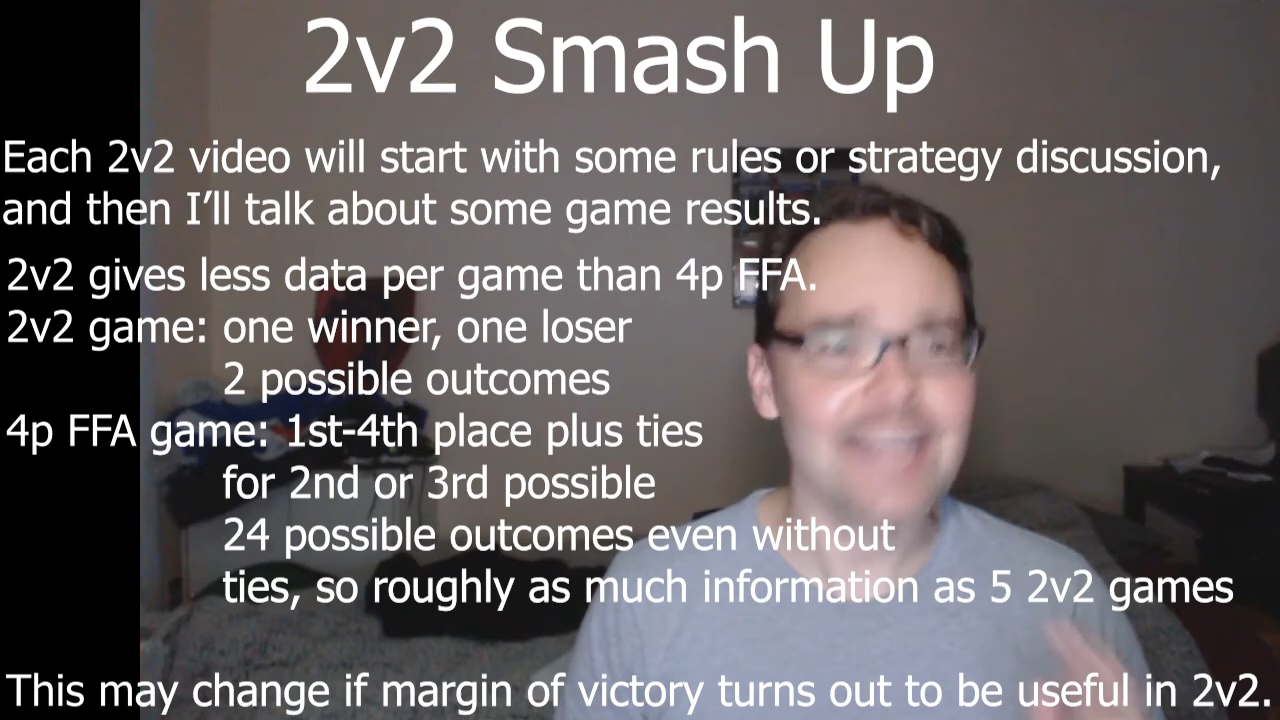 2v2 Smash Up
Each 2v2 video will start with some rules or strategy discussion,
and then I'll talk about some game results.
2v2 gives less data per game than 4p FFA.
2v2 game: one winner, one loser
2 possible outcomes
4p FFA game: 1st-4th place plus ties
for 2nd or 3rd possible
24 possible outcomes even without
ties, so roughly as much information as 5 2v2 games
This may change if margin of victory turns out to be useful in 2v2.